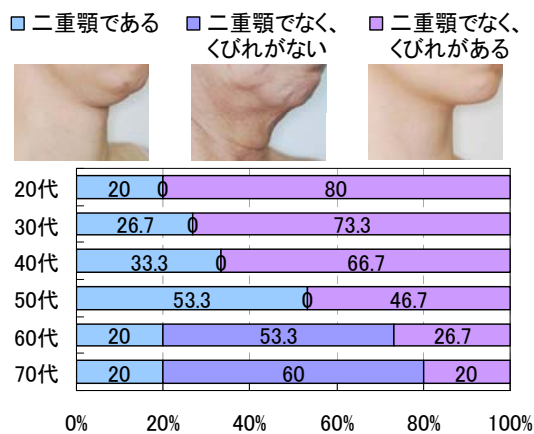 二重顎である
二重顎でなく、
くびれがない
二重顎でなく、
くびれがある
20代 20 0 80
30代 26.7 0 73.3
40代 33.3 0 66.7
50代 53.3 0 46.7
60代 20 53.3 26.7
70代 20 60 20
0% 20% 40% 60% 80% 100%